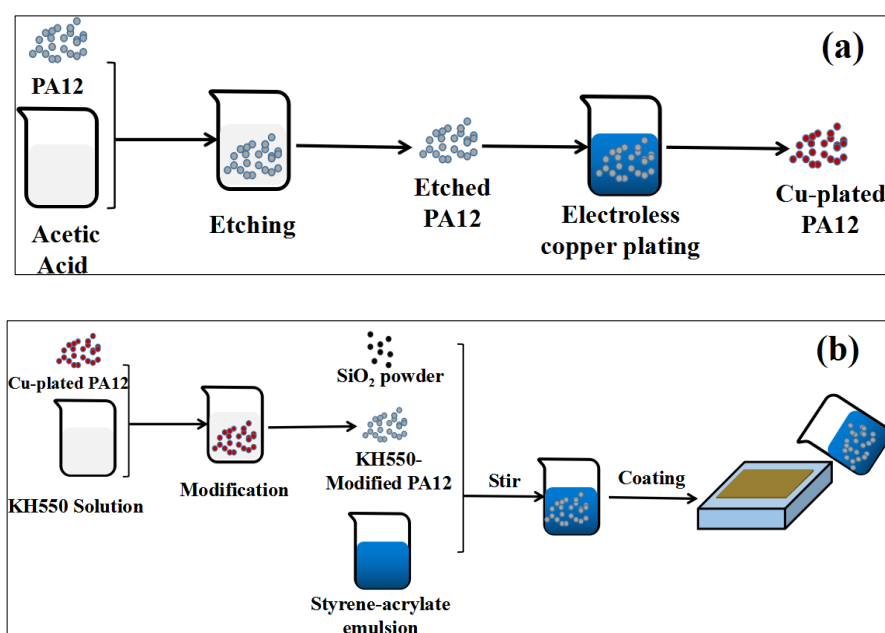 (a)
PA12
Acetic
Acid
Etching
Etched
PA12
Electroless
copper plating
Cu-plated
PA12
(b)
Cu-plated PA12
KH550 Solution
Modification
SiO₂ powder
KH550-
Modified PA12
Styrene-acrylate
emulsion
Stir
Coating